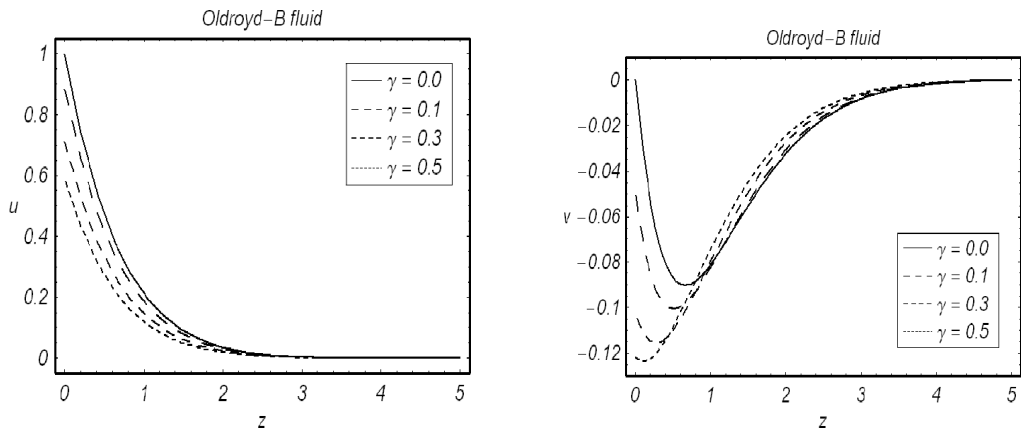 Oldroyd−B fluid
1
0.8
0.6
0.4
0.2
0
u
γ = 0.0
γ = 0.1
γ = 0.3
γ = 0.5
0 1 2 3 4 5
z
Oldroyd−B fluid
0
−0.02
−0.04
−0.06
−0.08
−0.1
−0.12
v
γ = 0.0
γ = 0.1
γ = 0.3
γ = 0.5
0 1 2 3 4 5
z